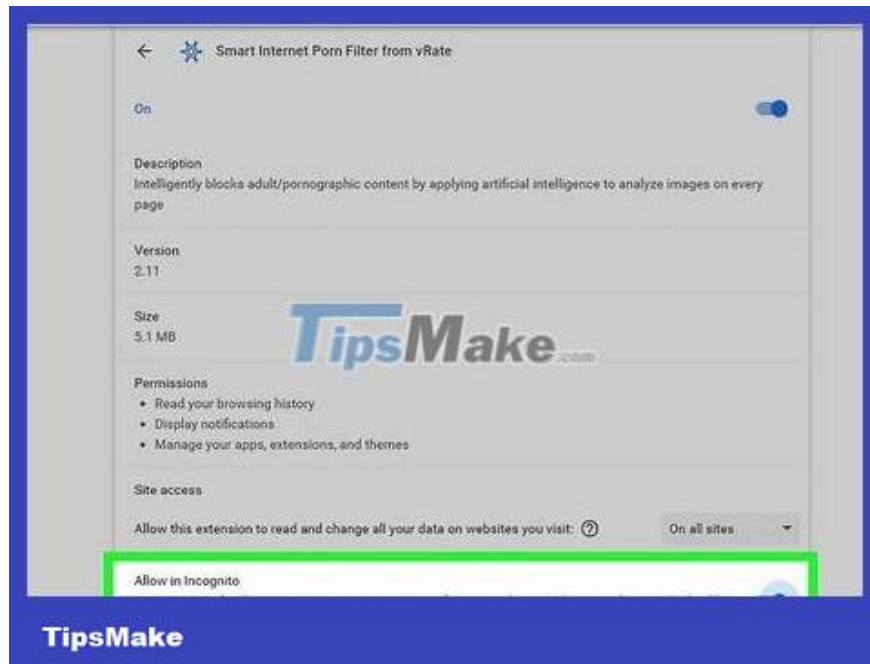 Smart Internet Porn Filter from vRate
On
Description
Intelligently blocks adult/pornographic content by applying artificial intelligence to analyze images on every
page
Version
2.11
Size
5.1 MB
TipsMake.com
Permissions
• Read your browsing history
• Display notifications
• Manage your apps, extensions, and themes
Site access
Allow this extension to read and change all your data on websites you visit: ?
On all sites
Allow in Incognito
TipsMake